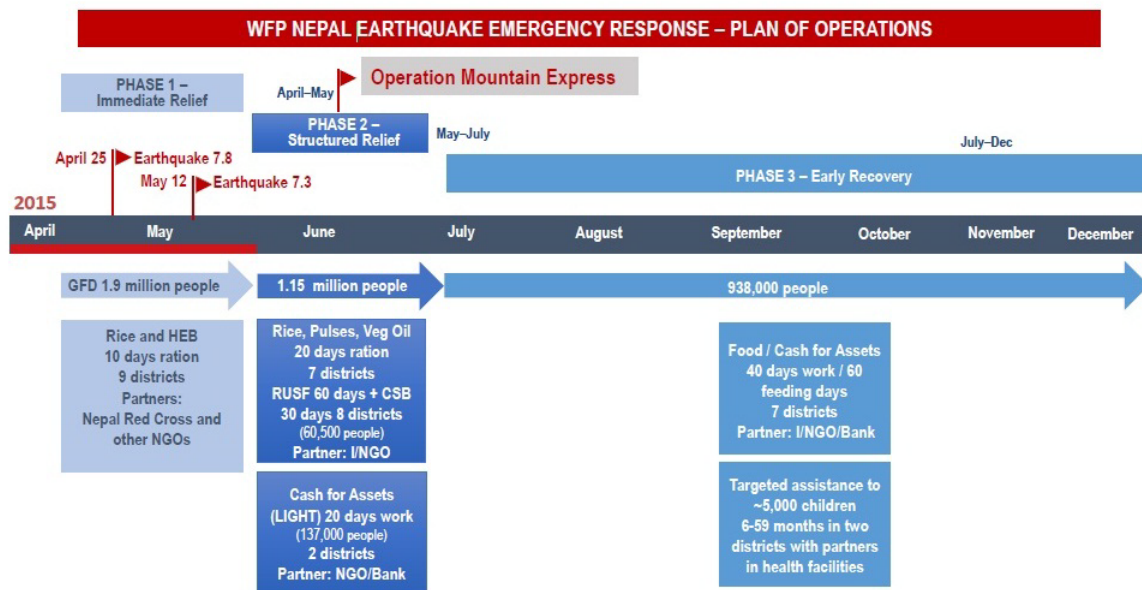 WFP NEPAL EARTHQUAKE EMERGENCY RESPONSE – PLAN OF OPERATIONS
PHASE 1 –
Immediate Relief
April–May
Operation Mountain Express
PHASE 2 –
Structured Relief
May–July
July–Dec
PHASE 3 – Early Recovery
April 25
Earthquake 7.8
May 12
Earthquake 7.3
2015
April
May
June
July
August
September
October
November
December
GFD 1.9 million people
1.15 million people
938,000 people
Rice and HEB
10 days ration
9 districts
Partners:
Nepal Red Cross and
other NGOs
Rice, Pulses, Veg Oil
20 days ration
7 districts
RUSF 60 days + CSB
30 days 8 districts
(60,500 people)
Partner: I/NGO
Cash for Assets
(LIGHT) 20 days work
(137,000 people)
2 districts
Partner: NGO/Bank
Food / Cash for Assets
40 days work / 60
feeding days
7 districts
Partner: I/NGO/Bank
Targeted assistance to
~5,000 children
6-59 months in two
districts with partners
in health facilities